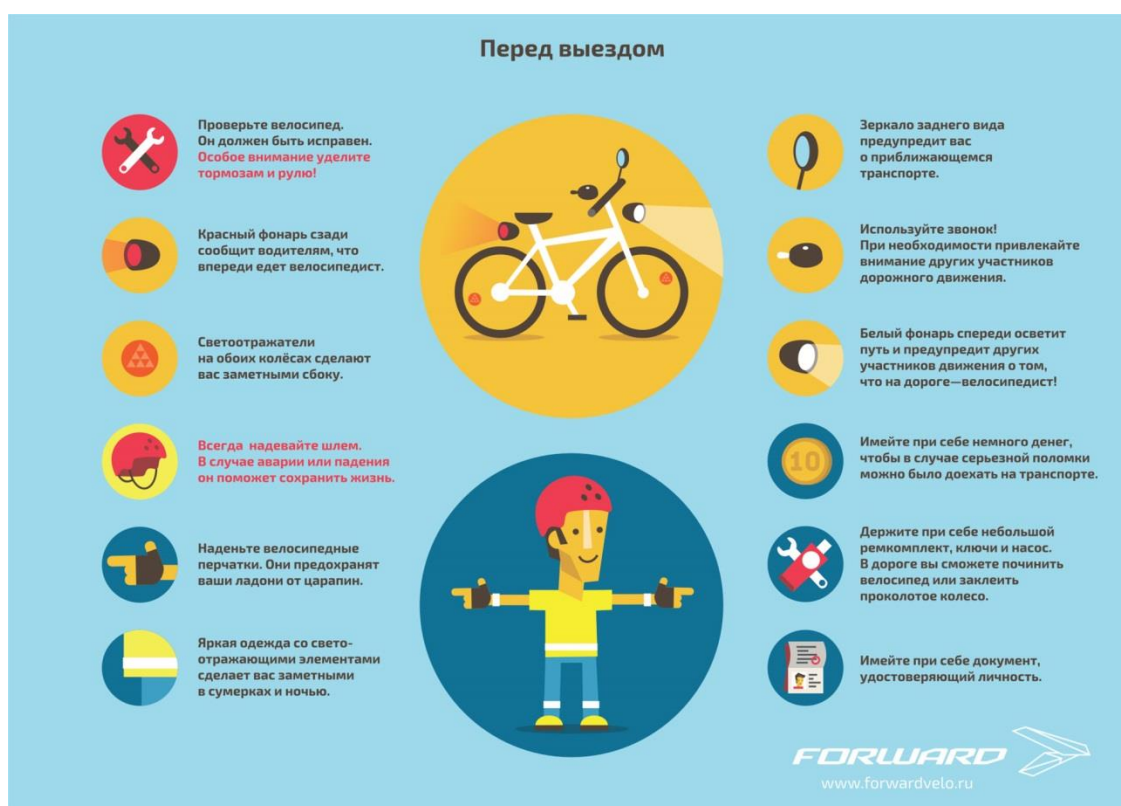 Перед выездом
Проверьте велосипед.
Он должен быть исправен.
Особое внимание уделите
тормозам и рулю!
Красный фонарь сзади
сообщит водителям, что
впереди едет велосипедист.
Светоотражатели
на обоих колёсах сделают
вас заметными сбоку.
Всегда надевайте шлем.
В случае аварии или падения
он поможет сохранить жизнь.
Наденьте велосипедные
перчатки. Они предохранят
ваши ладони от царапин.
Яркая одежда со свето-
отражающими элементами
сделает вас заметными
в сумерках и ночью.
Зеркало заднего вида
предупредит вас
о приближающемся
транспорте.
Используйте звонок!
При необходимости привлекайте
внимание других участников
дорожного движения.
Белый фонарь спереди осветит
путь и предупредит других
участников движения о том,
что на дороге—велосипедист!
10
Имейте при себе немного денег,
чтобы в случае серьезной поломки
можно было доехать на транспорте.
Держите при себе небольшой
ремкомплект, ключи и насос.
В дороге вы сможете починить
велосипед или заклеить
проколотое колесо.
Имейте при себе документ,
удостоверяющий личность.
FORWARD
www.forwardvelo.ru